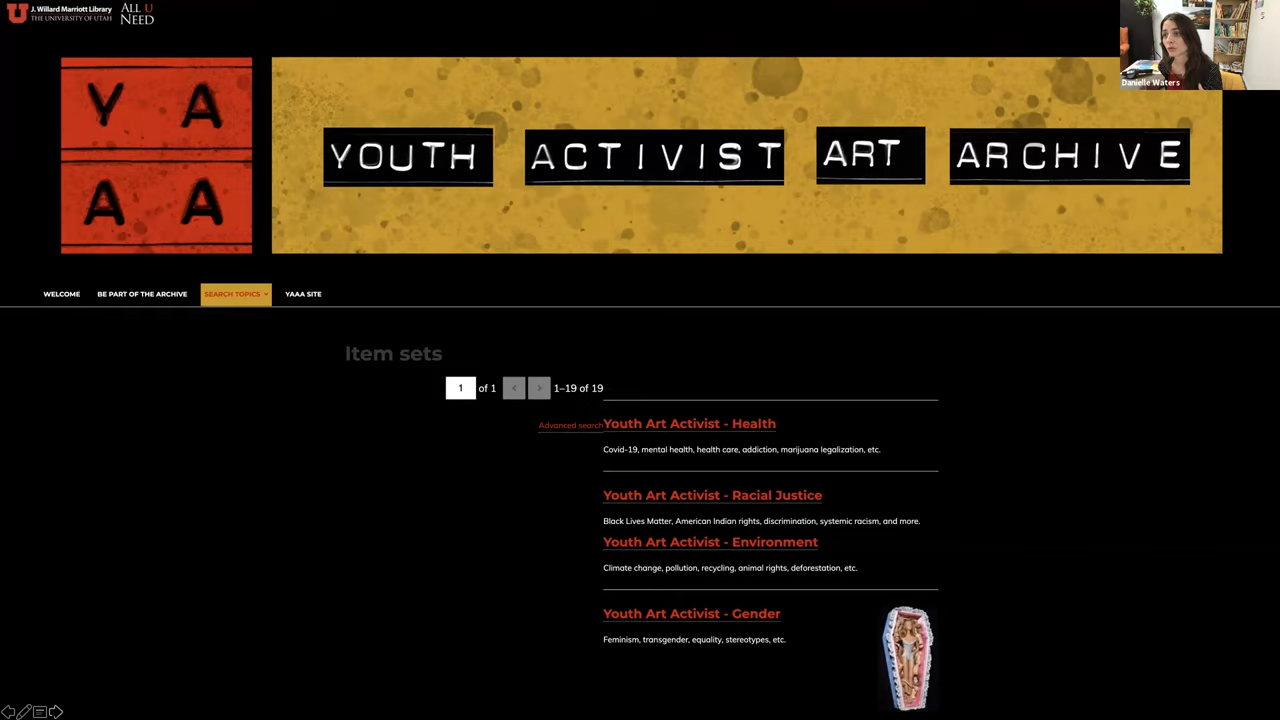 J. Willard Marriott Library
THE UNIVERSITY OF UTAH
ALL U
NEED
Danielle Waters
Y A
A A
YOUTH ACTIVIST ART ARCHIVE
WELCOME BE PART OF THE ARCHIVE SEARCH TOPICS YAAA SITE
Item sets
1 of 1 < > 1–19 of 19
Advanced search
Youth Art Activist - Health
Covid-19, mental health, health care, addiction, marijuana legalization, etc.
Youth Art Activist - Racial Justice
Black Lives Matter, American Indian rights, discrimination, systemic racism, and more.
Youth Art Activist - Environment
Climate change, pollution, recycling, animal rights, deforestation, etc.
Youth Art Activist - Gender
Feminism, transgender, equality, stereotypes, etc.